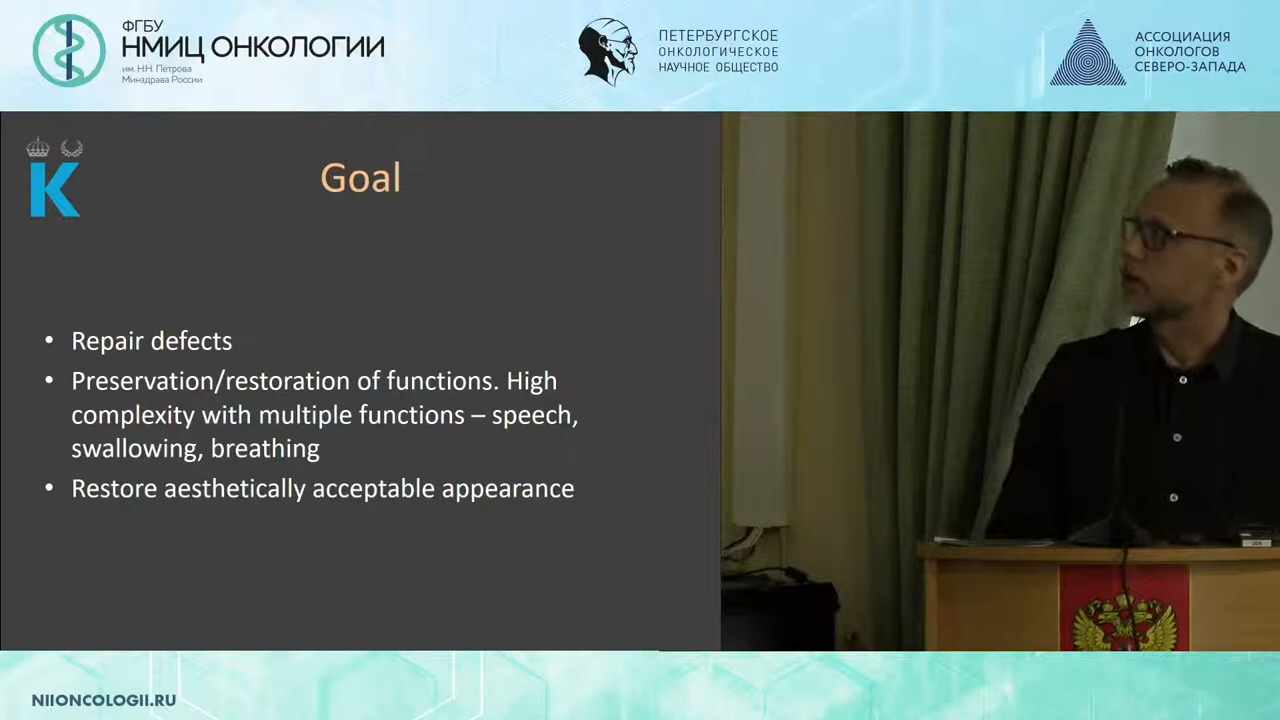 ФГБУ
НМИЦ ОНКОЛОГИИ
им. Н.Н. Петрова
Минздрава России
ПЕТЕРБУРГСКОЕ
ОНКОЛОГИЧЕСКОЕ
НАУЧНОЕ ОБЩЕСТВО
АССОЦИАЦИЯ
ОНКОЛОГОВ
СЕВЕРО-ЗАПАДА
K
Goal
• Repair defects
• Preservation/restoration of functions. High
complexity with multiple functions – speech,
swallowing, breathing
• Restore aesthetically acceptable appearance
NIIONCOLOGII.RU